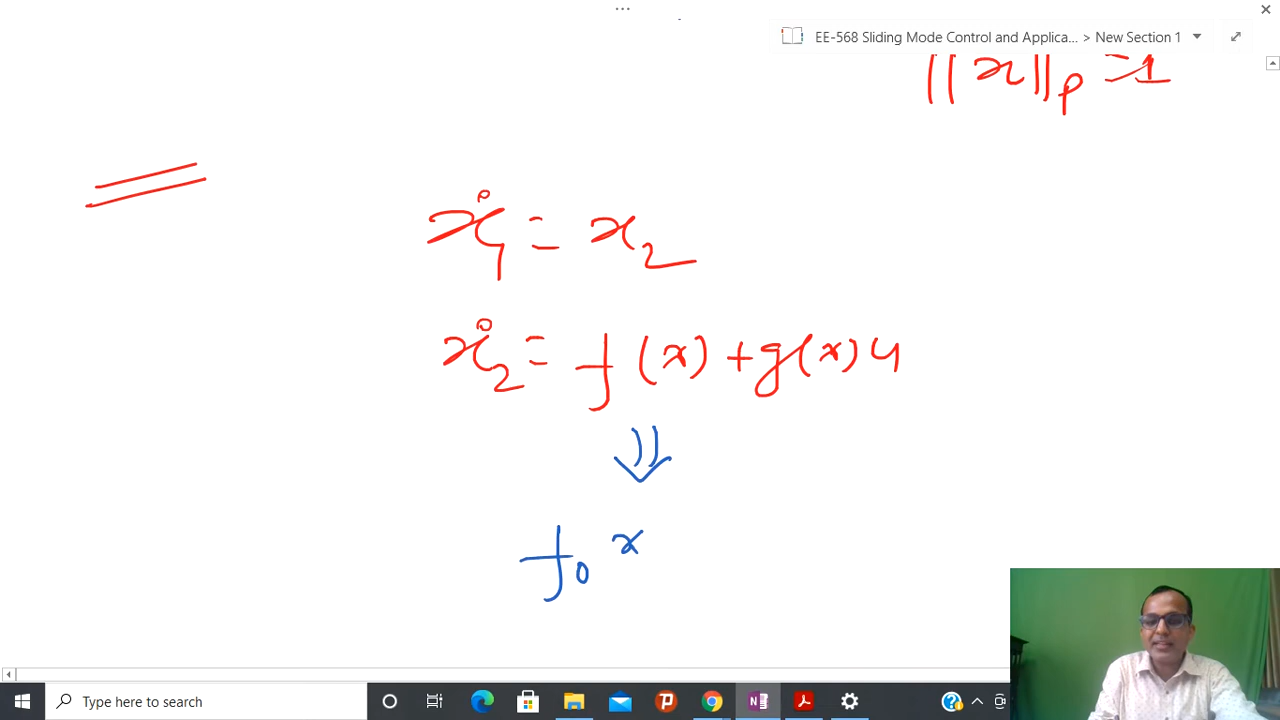 EE-568 Sliding Mode Control and Applica... > New Section 1
||x||_p = 1
ẋ₁ = x₂
ẋ₂ = f(x) + g(x)u
⇓
f₀ x
Type here to search